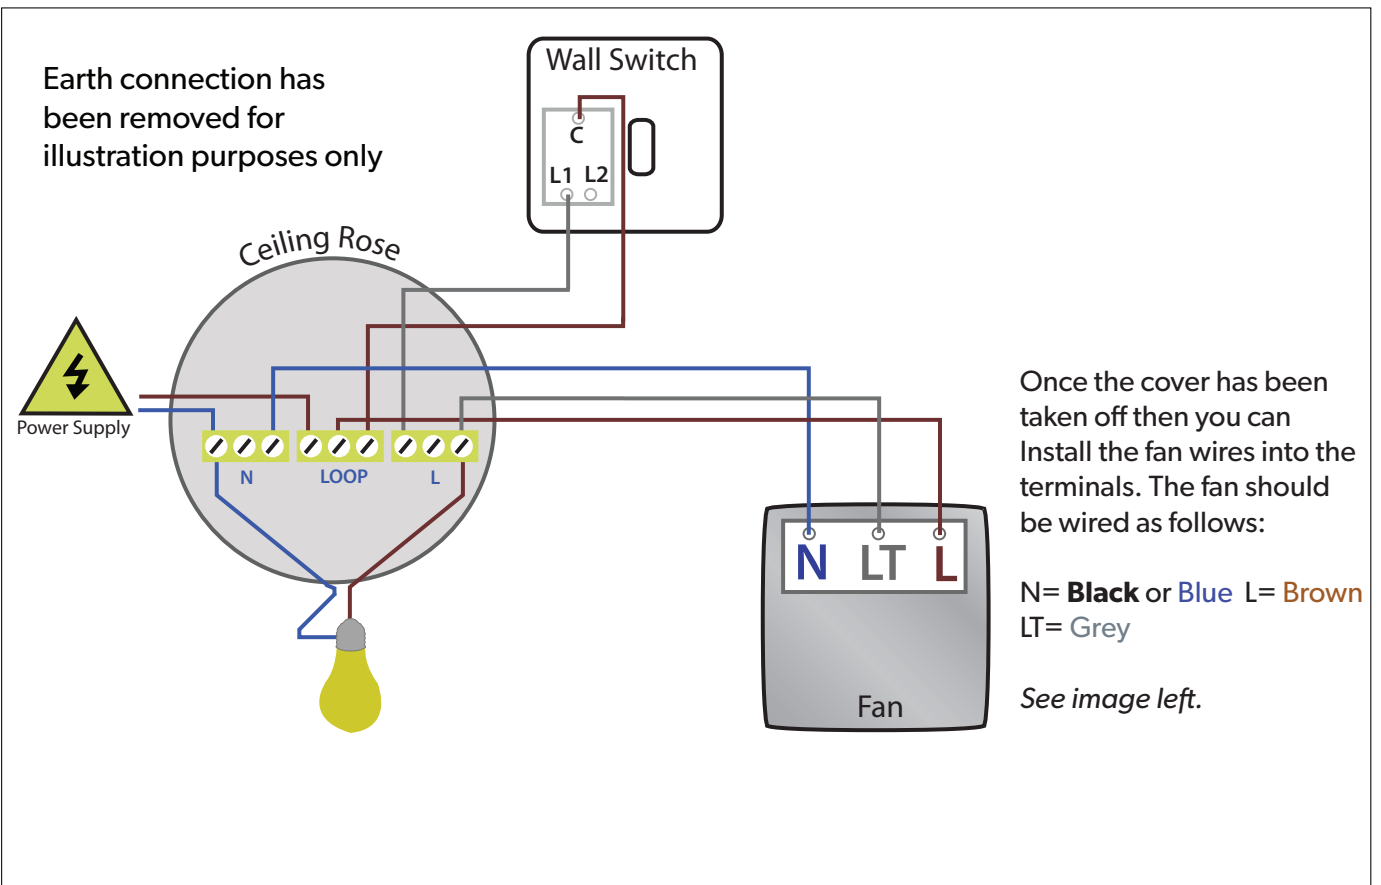 Earth connection has
been removed for
illustration purposes only
Wall Switch
C
L1 L2
Ceiling Rose
Power Supply
N
LOOP
L
N LT L
Fan
Once the cover has been
taken off then you can
Install the fan wires into the
terminals. The fan should
be wired as follows:
N= Black or Blue L= Brown
LT= Grey
See image left.